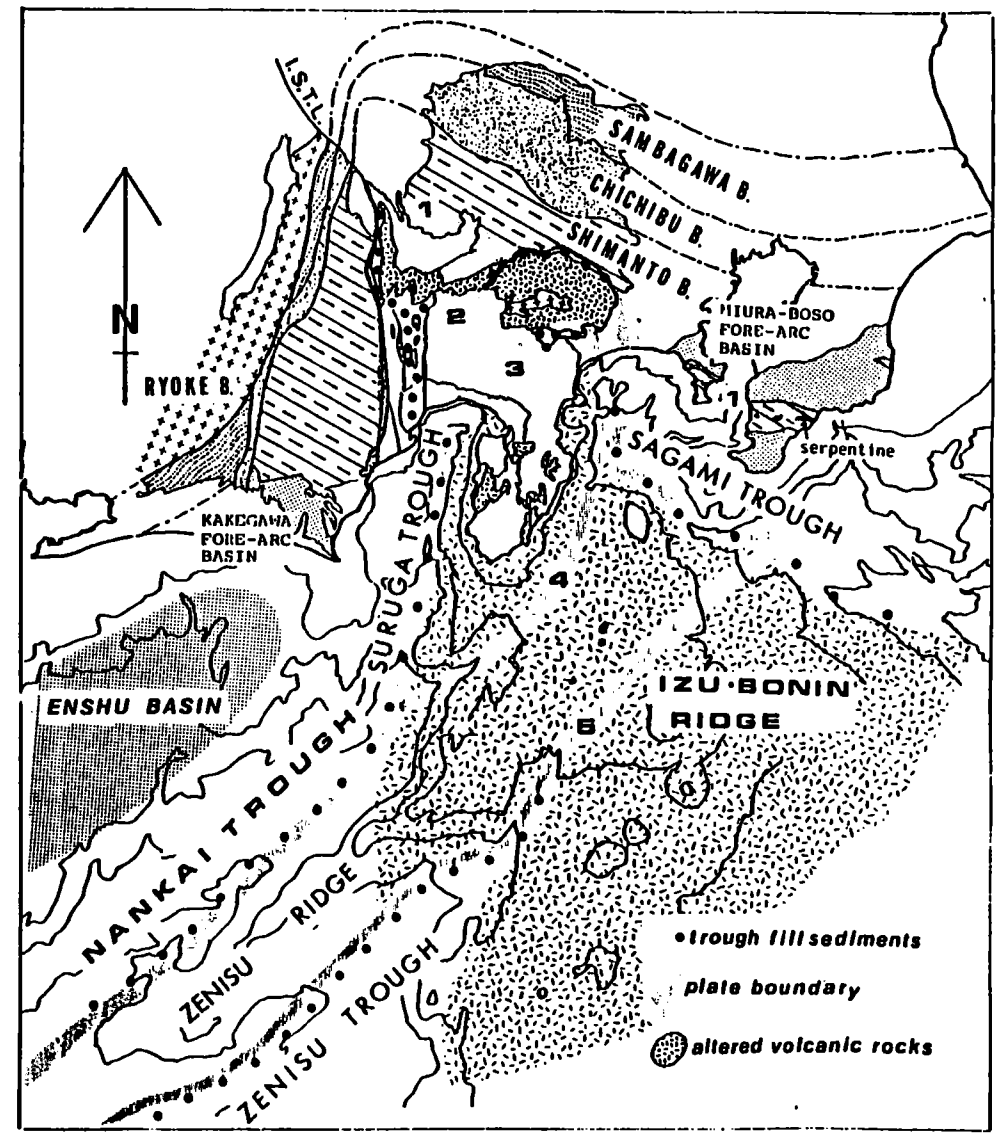 I.S.T.L.
SAMBAGAWA B.
CHICHIBU B.
SHIMANTO B.
1
N
2
3
MIURA-BOSO
FORE-ARC
BASIN
1
RYOKE B.
serpentine
SAGAMI TROUGH
KAKEGAWA
FORE-ARC
BASIN
SURUGA TROUGH
4
ENSHU BASIN
IZU·BONIN
RIDGE
5
NANKAI TROUGH
ZENISU RIDGE
ZENISU TROUGH
trough fill sediments
plate boundary
altered volcanic rocks